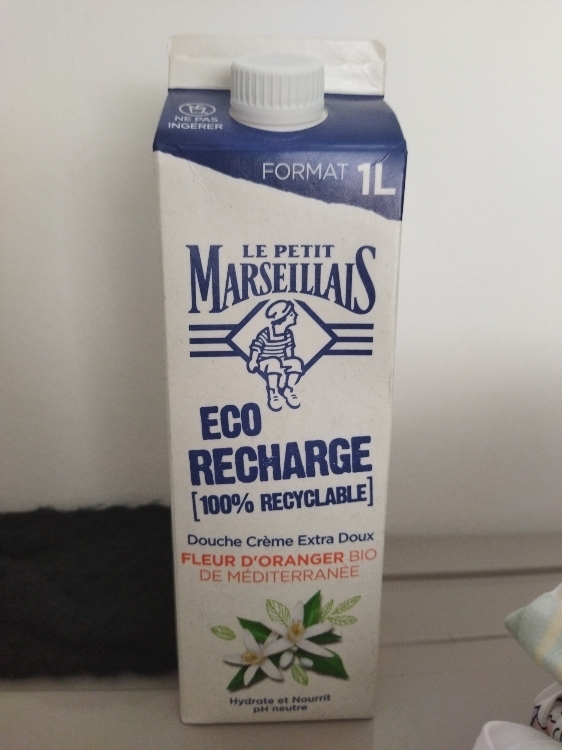 NE PAS
INGÉRER
FORMAT 1L
LE PETIT
MARSEILLAIS
ECO
RECHARGE
[100% RECYCLABLE]
Douche Crème Extra Doux
FLEUR D'ORANGER BIO
DE MÉDITERRANÉE
Hydrate et Nourrit
pH neutre